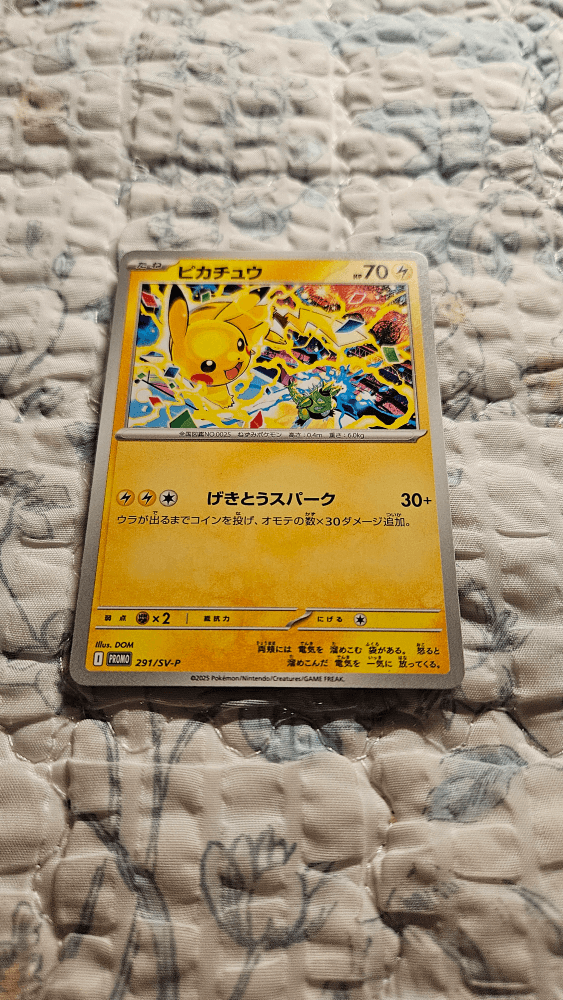 たね ピカチュウ HP70
全国図鑑NO.0025 ねずみポケモン 高さ:0.4m 重さ:6.0kg
げきとうスパーク 30+
ウラが出るまでコインを投げ、オモテの数×30ダメージ追加。
弱点 ×2 抵抗力 にげる
Illus. DOM
両頬には 電気を 溜めこむ 袋がある。 怒ると
溜めこんだ 電気を 一気に 放ってくる。
I PROMO 291/SV-P
©2025 Pokémon/Nintendo/Creatures/GAME FREAK.